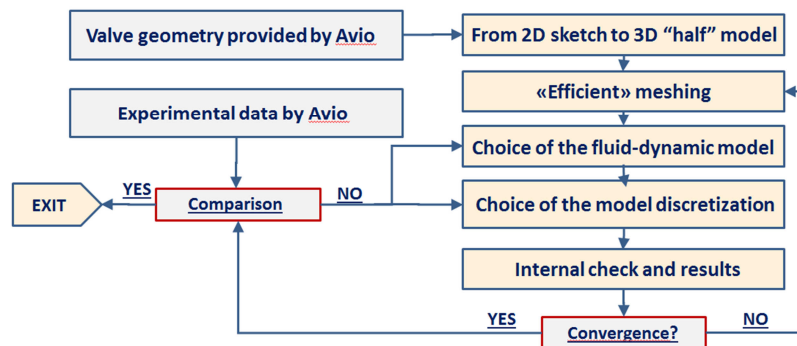 Valve geometry provided by Avio
From 2D sketch to 3D “half” model
«Efficient» meshing
Experimental data by Avio
Choice of the fluid-dynamic model
EXIT
YES
Comparison
NO
Choice of the model discretization
Internal check and results
YES
Convergence?
NO